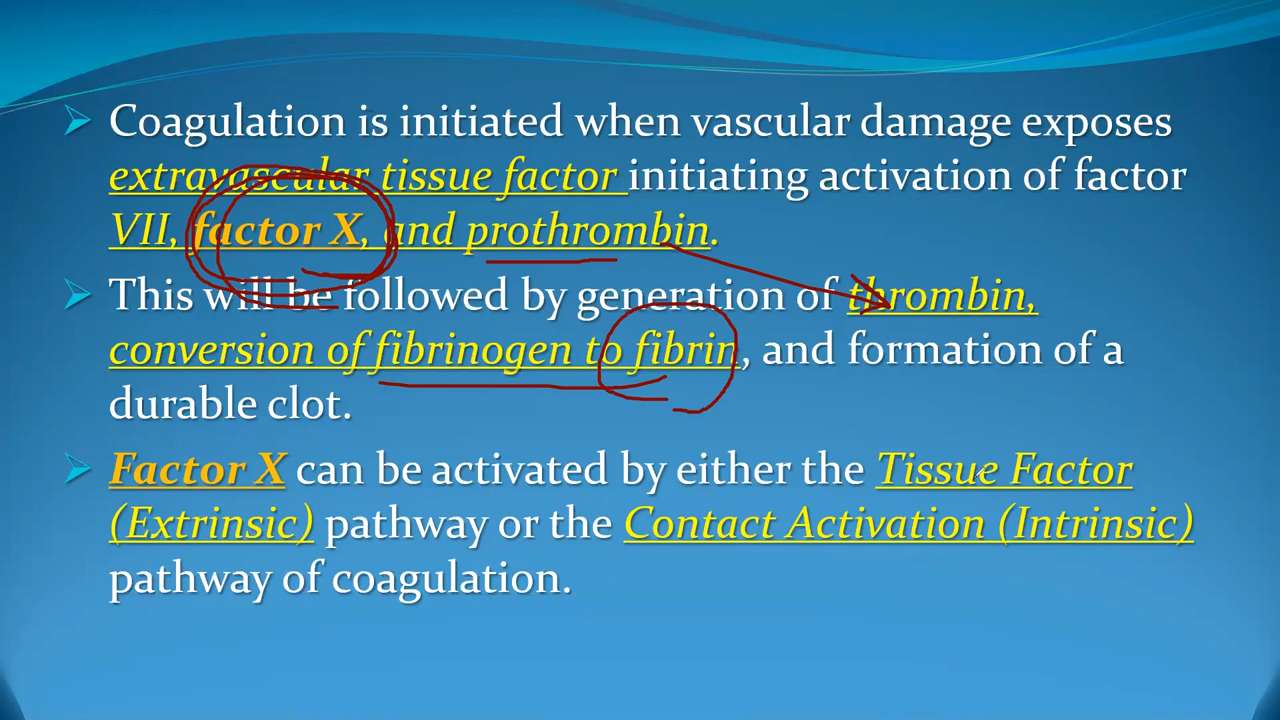 Coagulation is initiated when vascular damage exposes
extravascular tissue factor initiating activation of factor
VII, factor X, and prothrombin.
This will be followed by generation of thrombin,
conversion of fibrinogen to fibrin, and formation of a
durable clot.
Factor X can be activated by either the Tissue Factor
(Extrinsic) pathway or the Contact Activation (Intrinsic)
pathway of coagulation.